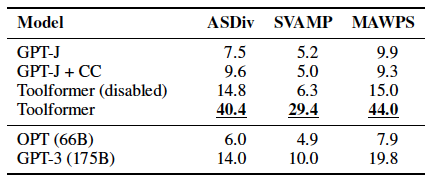 Model ASDiv SVAMP MAWPS
GPT-J 7.5 5.2 9.9
GPT-J + CC 9.6 5.0 9.3
Toolformer (disabled) 14.8 6.3 15.0
Toolformer 40.4 29.4 44.0
OPT (66B) 6.0 4.9 7.9
GPT-3 (175B) 14.0 10.0 19.8